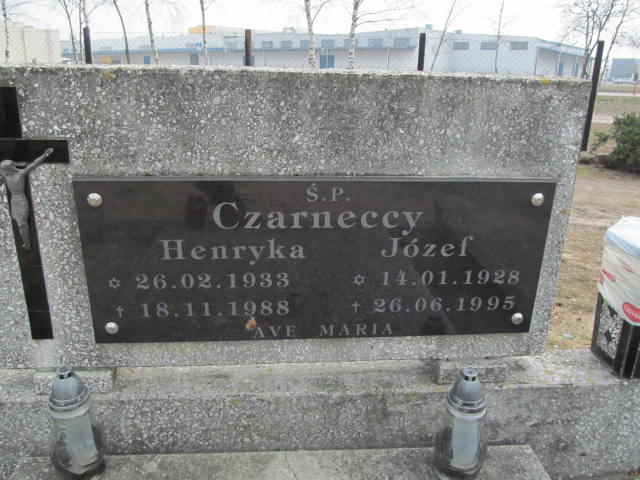 Ś.P.
Czarneccy
Henryka Józef
✡ 26.02.1933 ✡ 14.01.1928
† 18.11.1988 † 26.06.1995
AVE MARIA